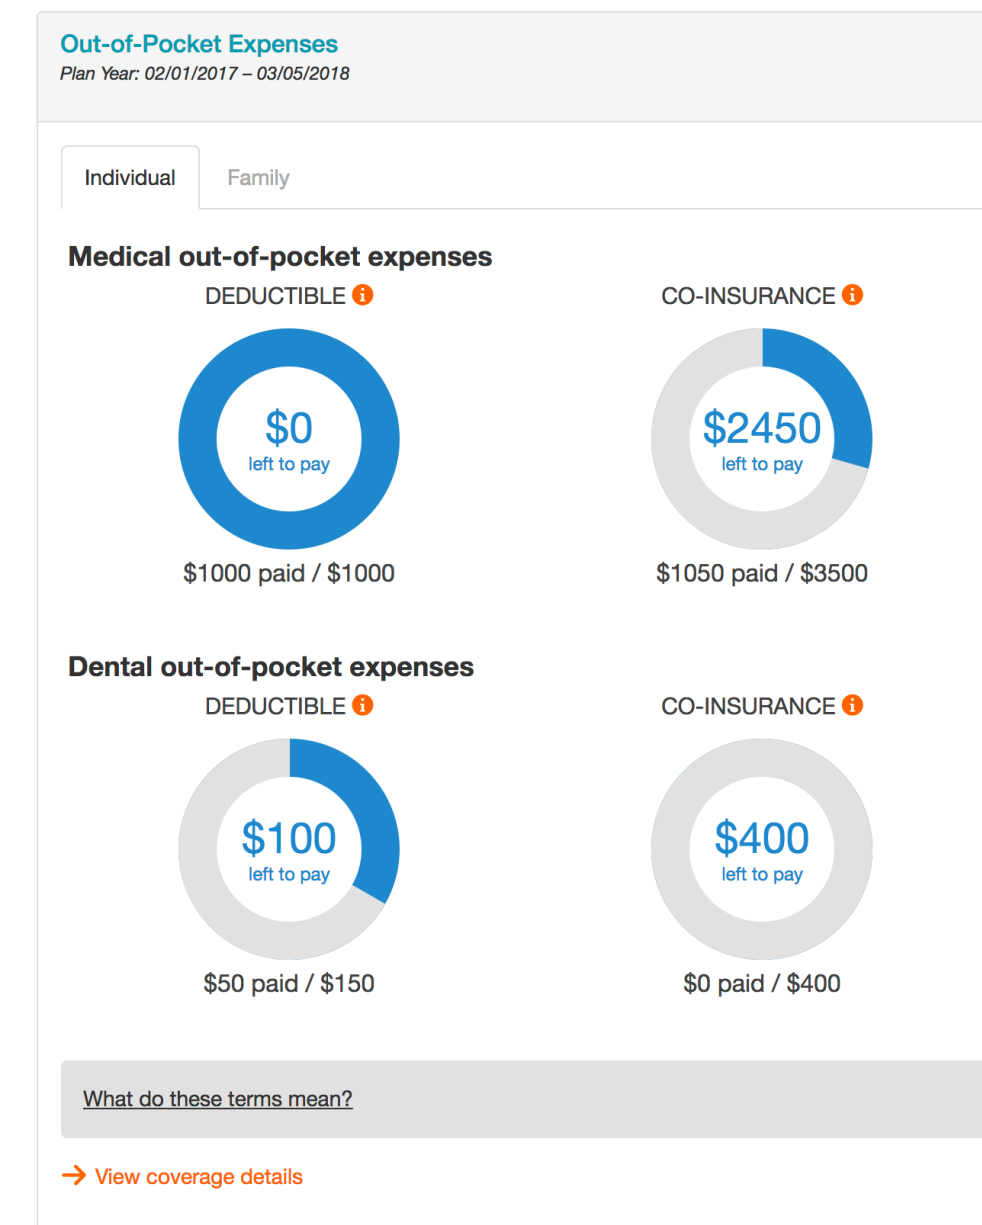 Out-of-Pocket Expenses
Plan Year: 02/01/2017 – 03/05/2018
Individual
Family
Medical out-of-pocket expenses
DEDUCTIBLE i
CO-INSURANCE i
$0
left to pay
$1000 paid / $1000
$2450
left to pay
$1050 paid / $3500
Dental out-of-pocket expenses
DEDUCTIBLE i
CO-INSURANCE i
$100
left to pay
$50 paid / $150
$400
left to pay
$0 paid / $400
What do these terms mean?
→ View coverage details